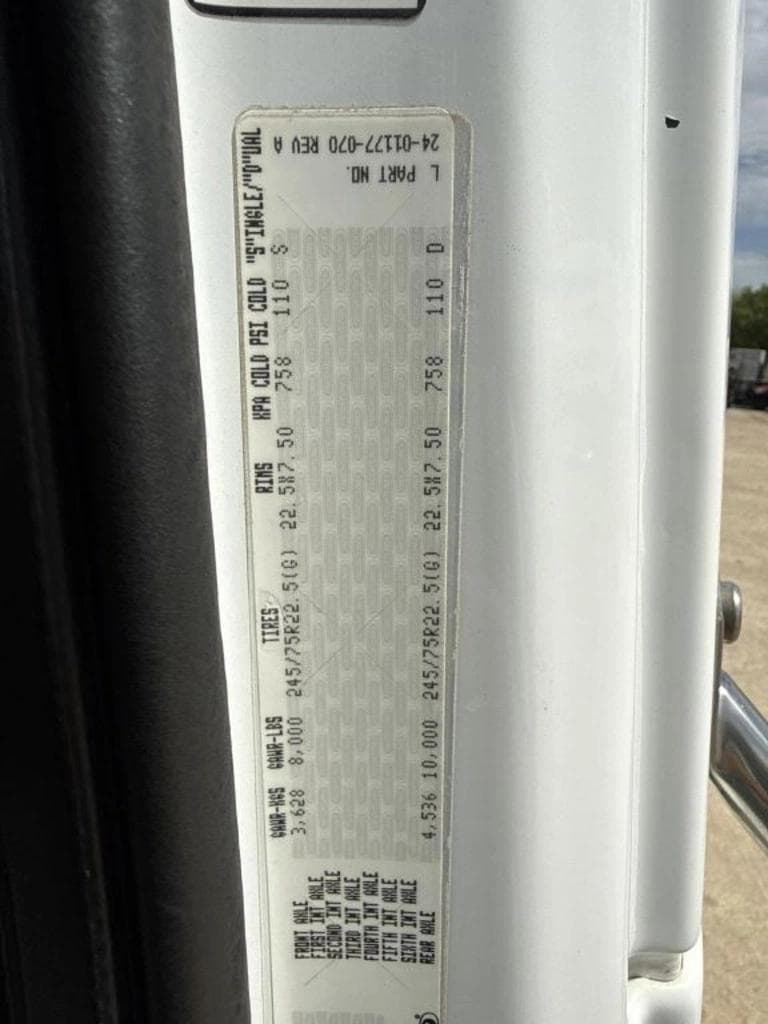 GAWR-KGS GAWR-LBS TIRES RIMS KPA COLD PSI COLD "S"INGLE/"D"UAL
FRONT AXLE 3,628 8,000 245/75R22.5(G) 22.5X7.50 758 110 S
FIRST INT AXLE
SECOND INT AXLE
THIRD INT AXLE
FOURTH INT AXLE
FIFTH INT AXLE
SIXTH INT AXLE
REAR AXLE 4,536 10,000 245/75R22.5(G) 22.5X7.50 758 110 D
L PART NO.
24-01177-070 REV A